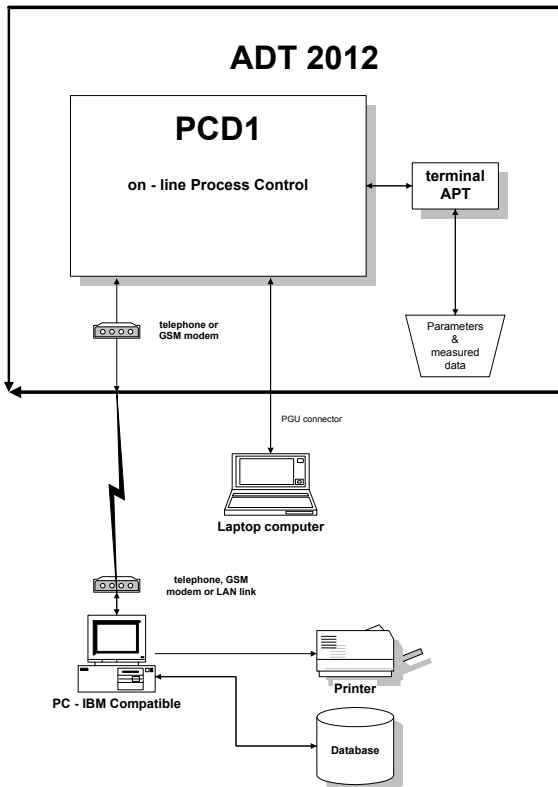 ADT 2012
PCD1
on - line Process Control
terminal
APT
telephone or
GSM modem
Parameters
&
measured
data
PGU connector
Laptop computer
telephone, GSM
modem or LAN link
PC - IBM Compatible
Printer
Database